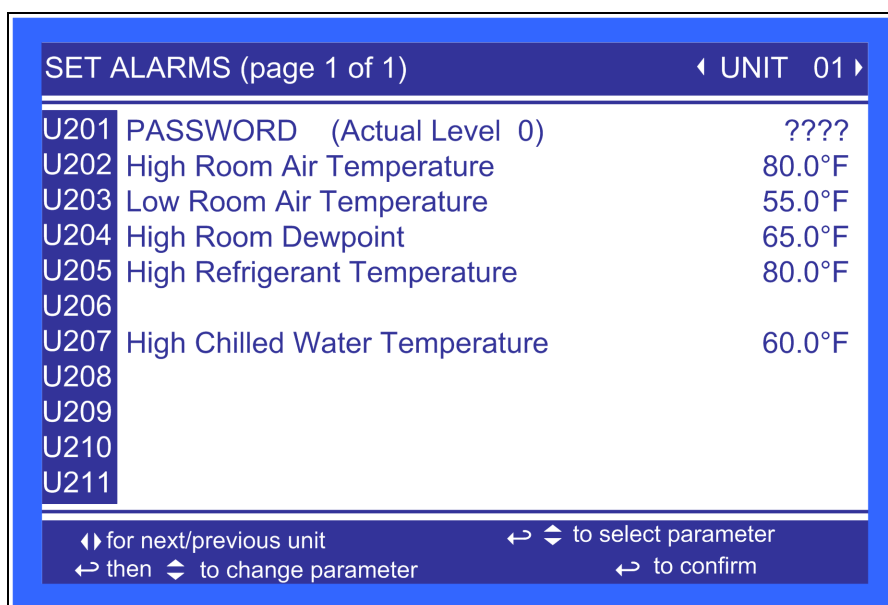 SET ALARMS (page 1 of 1) UNIT 01
U201 PASSWORD (Actual Level 0) ????
U202 High Room Air Temperature 80.0°F
U203 Low Room Air Temperature 55.0°F
U204 High Room Dewpoint 65.0°F
U205 High Refrigerant Temperature 80.0°F
U206
U207 High Chilled Water Temperature 60.0°F
U208
U209
U210
U211
for next/previous unit to select parameter
then to change parameter to confirm